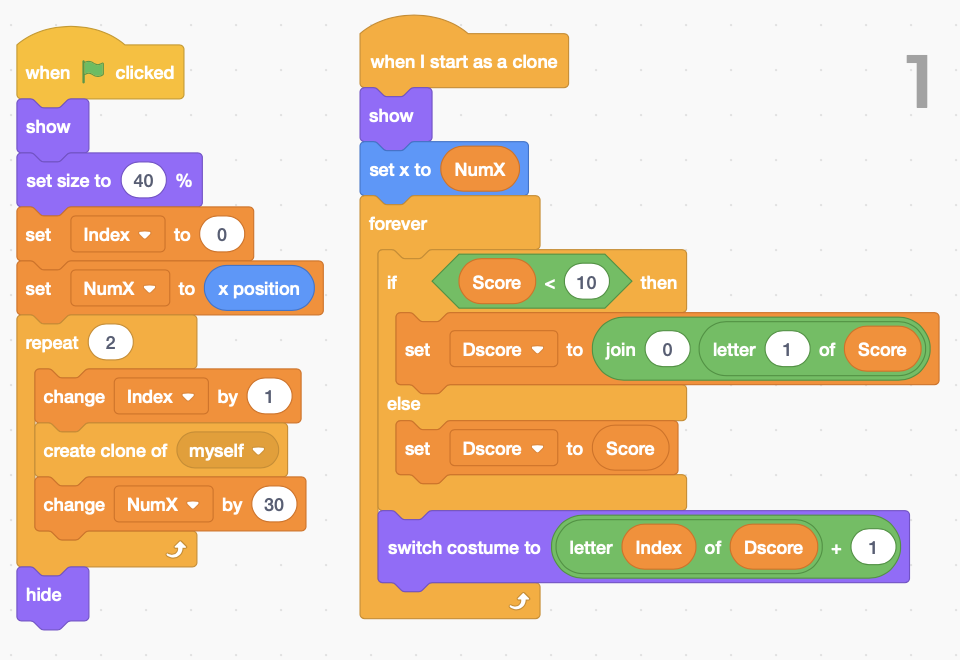 when clicked
show
set size to 40 %
set Index to 0
set NumX to x position
repeat 2
change Index by 1
create clone of myself
change NumX by 30
hide
when I start as a clone
show
set x to NumX
forever
if Score < 10 then
set Dscore to join 0 letter 1 of Score
else
set Dscore to Score
switch costume to letter Index of Dscore + 1
1